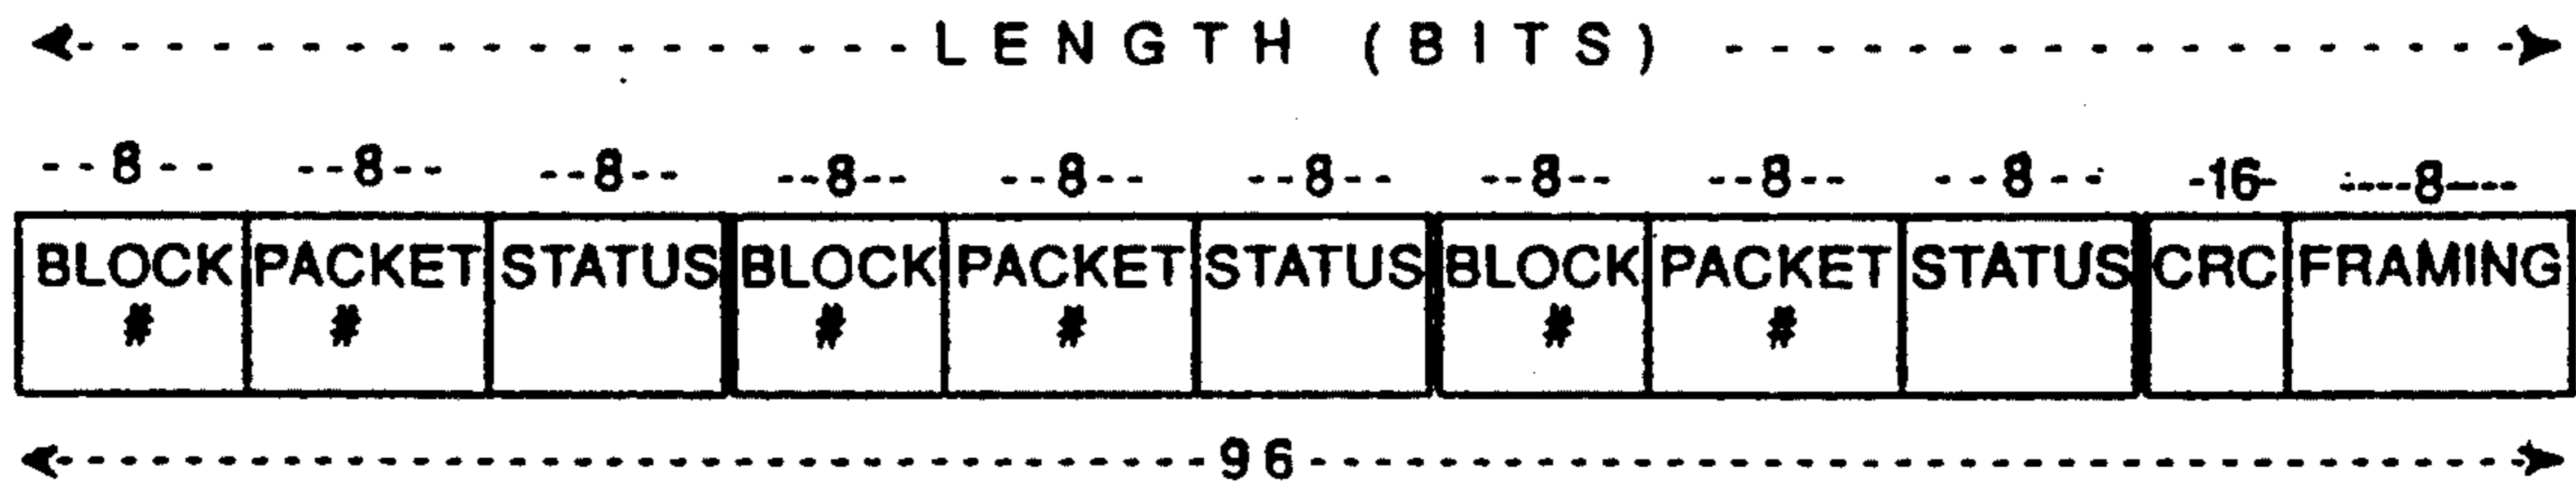 LENGTH (BITS)
8 8 8 8 8 8 8 8 8 16 8
BLOCK PACKET STATUS BLOCK PACKET STATUS BLOCK PACKET STATUS CRC FRAMING
# # # # # #
96